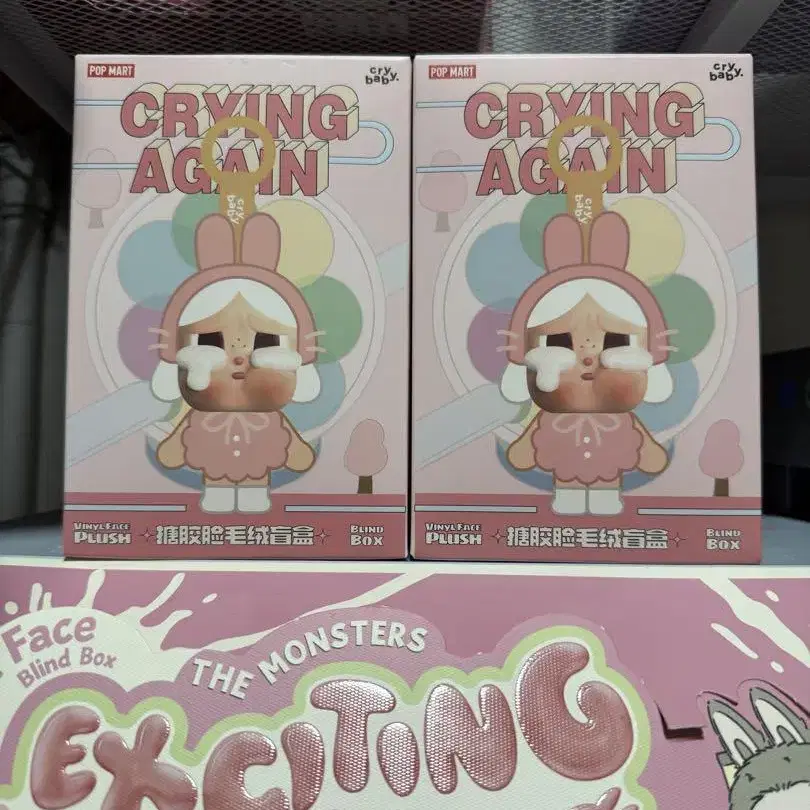 POP MART
cry
baby.
CRYING
AGAIN
cry
baby
VINYL FACE
PLUSH
搪胶脸毛绒盲盒
BLIND
BOX
POP MART
cry
baby.
CRYING
AGAIN
cry
baby
VINYL FACE
PLUSH
搪胶脸毛绒盲盒
BLIND
BOX
Face
Blind Box
THE MONSTERS
EXCITING